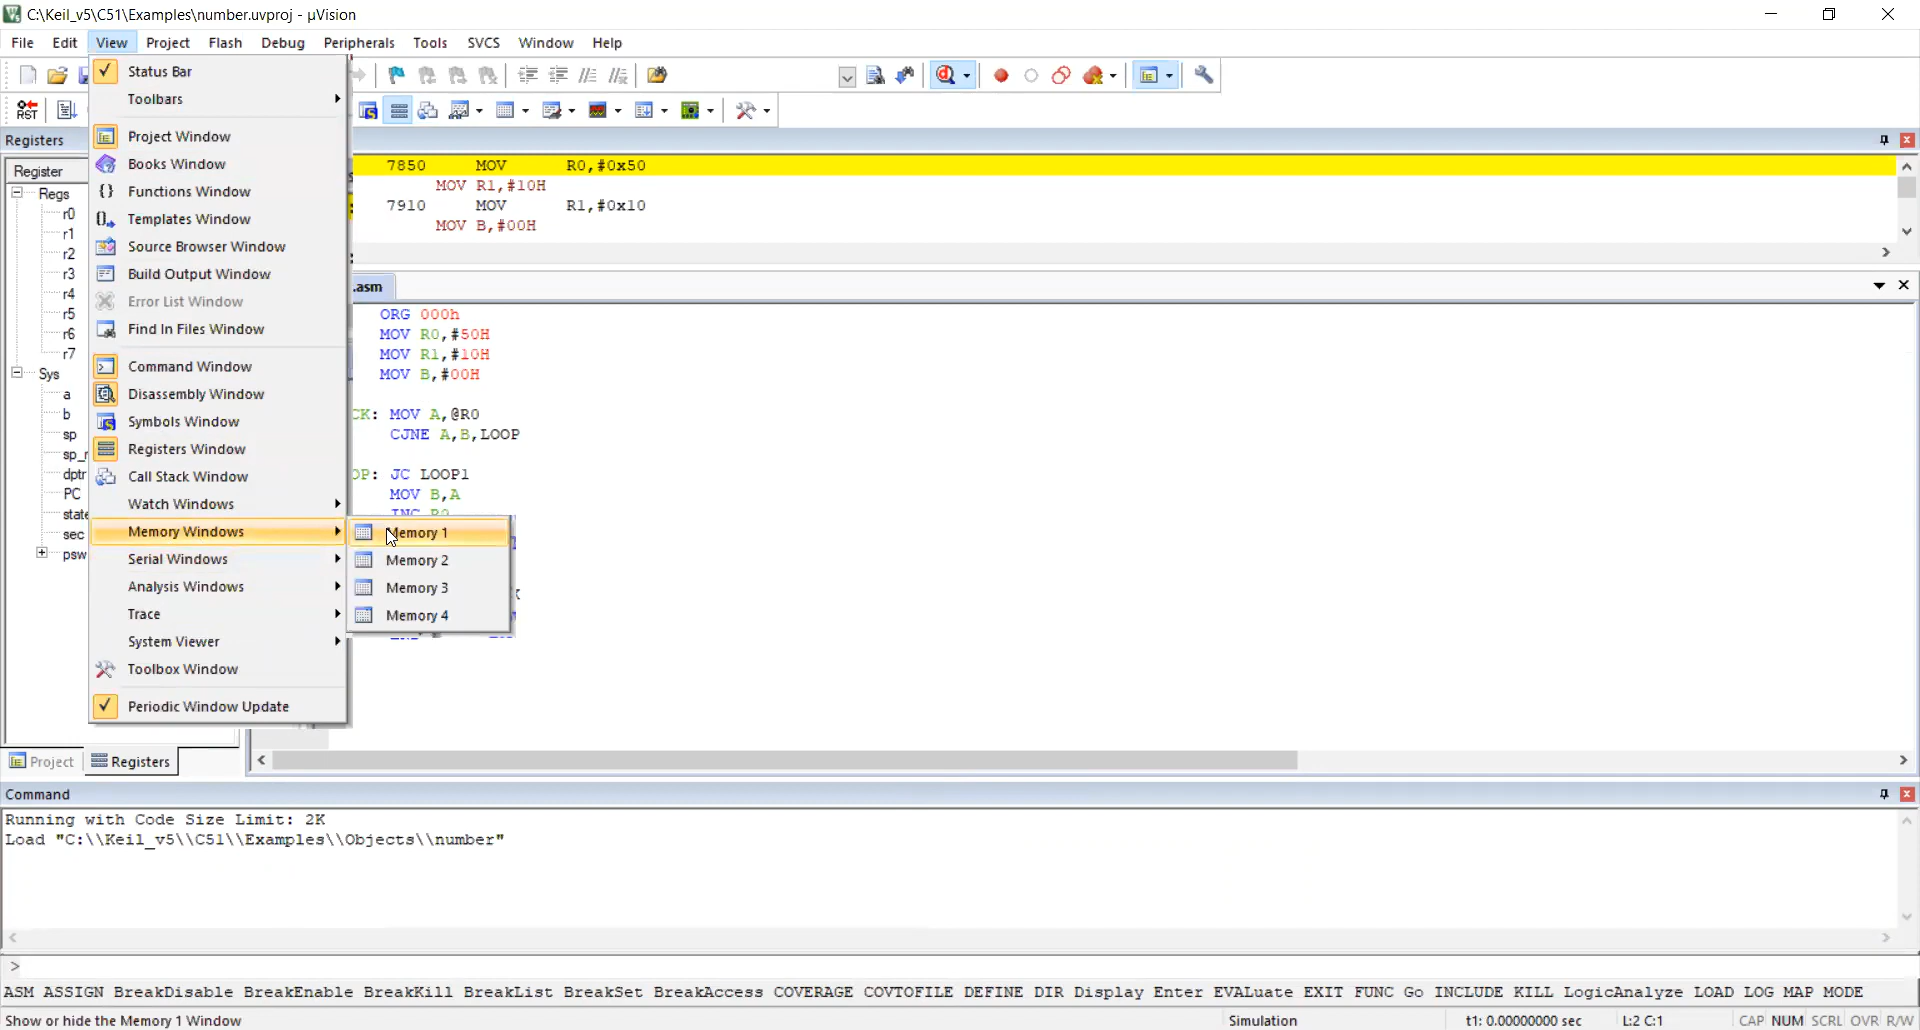 C:\Keil_v5\C51\Examples\number.uvproj - µVision
File Edit View Project Flash Debug Peripherals Tools SVCS Window Help
Status Bar
Toolbars
RST
Registers
Project Window
Books Window
Functions Window
Templates Window
Source Browser Window
Build Output Window
Error List Window
Find In Files Window
Command Window
Disassembly Window
Symbols Window
Registers Window
Call Stack Window
Watch Windows
Memory Windows
Serial Windows
Analysis Windows
Trace
System Viewer
Toolbox Window
Periodic Window Update
Memory 1
Memory 2
Memory 3
Memory 4
Register
Regs
r0
r1
r2
r3
r4
r5
r6
r7
Sys
a
b
sp
sp_
dptr
PC
state
sec
psw
7850 MOV R0,#0x50
MOV R1,#10H
7910 MOV R1,#0x10
MOV B,#00H
.asm
ORG 000h
MOV R0,#50H
MOV R1,#10H
MOV B,#00H
CK: MOV A,@R0
CJNE A,B,LOOP
OP: JC LOOP1
MOV B,A
INC R0
Project Registers
Command
Running with Code Size Limit: 2K
Load "C:\\Keil_v5\\C51\\Examples\\Objects\\number"
>
ASM ASSIGN BreakDisable BreakEnable BreakKill BreakList BreakSet BreakAccess COVERAGE COVTOFILE DEFINE DIR Display Enter EVALuate EXIT FUNC Go INCLUDE KILL LogicAnalyze LOAD LOG MAP MODE
Show or hide the Memory 1 Window Simulation t1: 0.00000000 sec L:2 C:1 CAP NUM SCRL OVR R/W